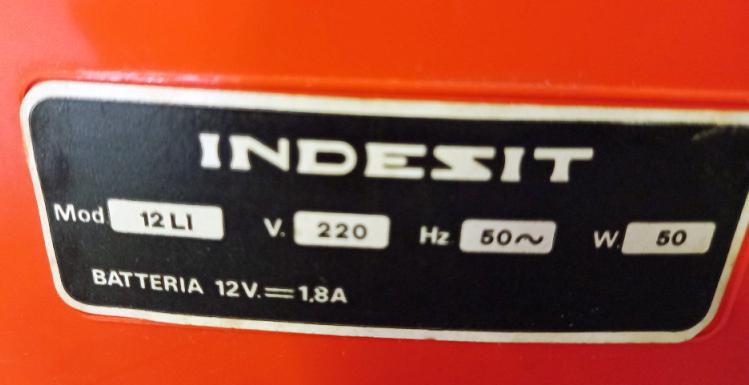 INDESIT
Mod 12 LI V. 220 Hz 50~ W. 50
BATTERIA 12V.⎓1,8A